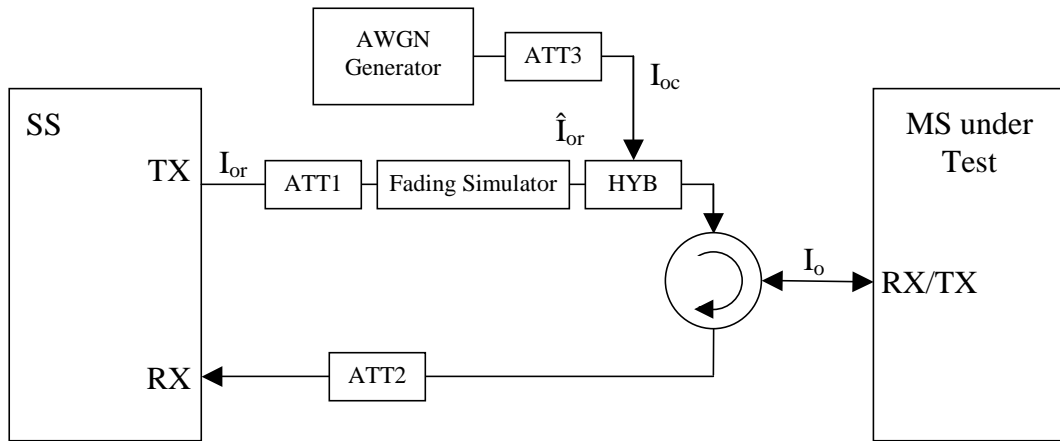 AWGN
Generator
ATT3
I_oc
SS
MS under
Test
Î_or
TX
I_or
ATT1
Fading Simulator
HYB
I_o
RX/TX
RX
ATT2